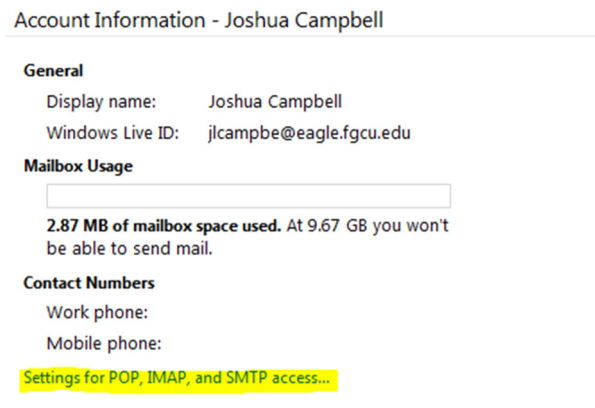 Account Information - Joshua Campbell
General
Display name: Joshua Campbell
Windows Live ID: jlcampbe@eagle.fgcu.edu
Mailbox Usage
2.87 MB of mailbox space used. At 9.67 GB you won't
be able to send mail.
Contact Numbers
Work phone:
Mobile phone:
Settings for POP, IMAP, and SMTP access...